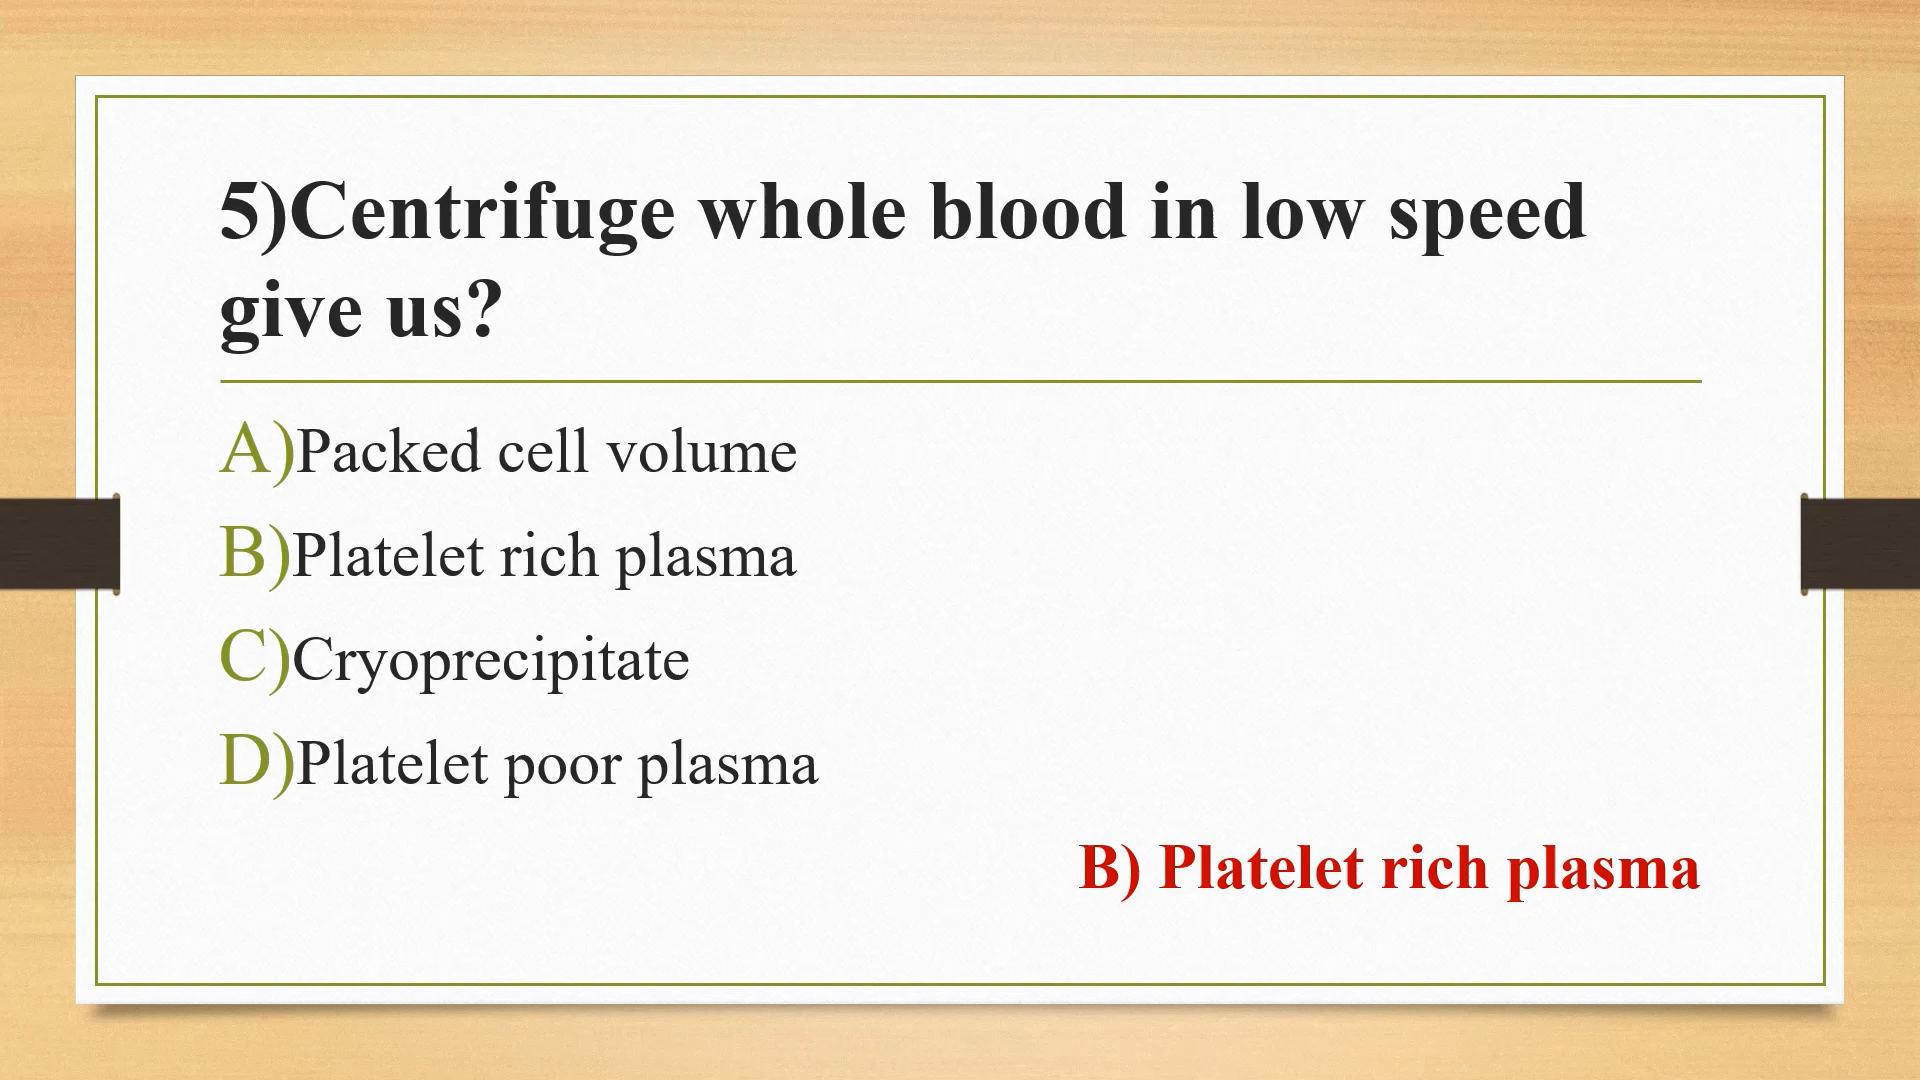 5)Centrifuge whole blood in low speed
give us?
A)Packed cell volume
B)Platelet rich plasma
C)Cryoprecipitate
D)Platelet poor plasma
B) Platelet rich plasma